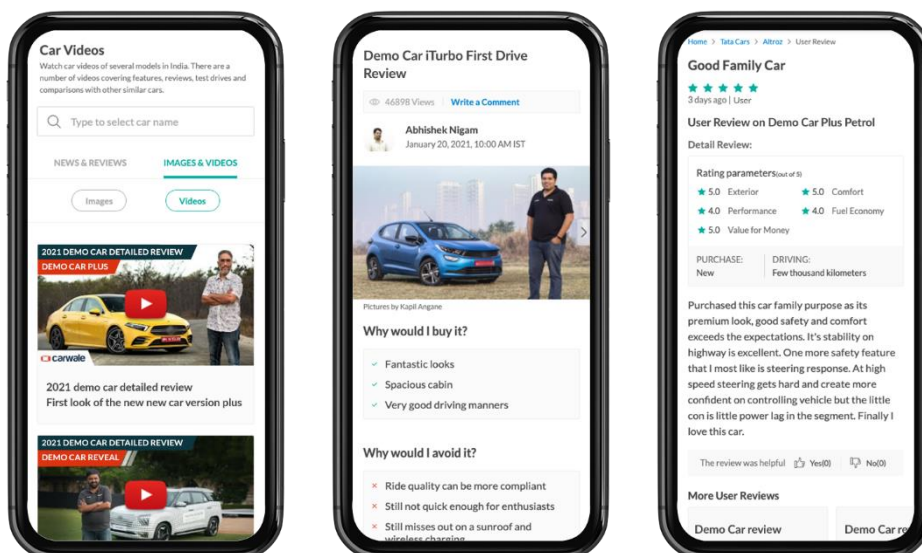 Car Videos
Watch car videos of several models in India. There are a
number of videos covering features, reviews, test drives and
comparisons with other similar cars.
Type to select car name
NEWS & REVIEWS
IMAGES & VIDEOS
Images
Videos
2021 DEMO CAR DETAILED REVIEW
DEMO CAR PLUS
carwale
2021 demo car detailed review
First look of the new new car version plus
2021 DEMO CAR DETAILED REVIEW
DEMO CAR REVEAL
Demo Car iTurbo First Drive
Review
46898 Views
Write a Comment
Abhishek Nigam
January 20, 2021, 10:00 AM IST
Pictures by Kapil Angane
Why would I buy it?
Fantastic looks
Spacious cabin
Very good driving manners
Why would I avoid it?
Ride quality can be more compliant
Still not quick enough for enthusiasts
Still misses out on a sunroof and
wireless charging
Home > Tata Cars > Altroz > User Review
Good Family Car
3 days ago | User
User Review on Demo Car Plus Petrol
Detail Review:
Rating parameters(out of 5)
5.0 Exterior
5.0 Comfort
4.0 Performance
4.0 Fuel Economy
5.0 Value for Money
PURCHASE:
New
DRIVING:
Few thousand kilometers
Purchased this car family purpose as its
premium look, good safety and comfort
exceeds the expectations. It's stability on
highway is excellent. One more safety feature
that I most like is steering response. At high
speed steering gets hard and create more
confident on controlling vehicle but the little
con is little power lag in the segment. Finally I
love this car.
The review was helpful
Yes(0)
No(0)
More User Reviews
Demo Car review
Demo Car re